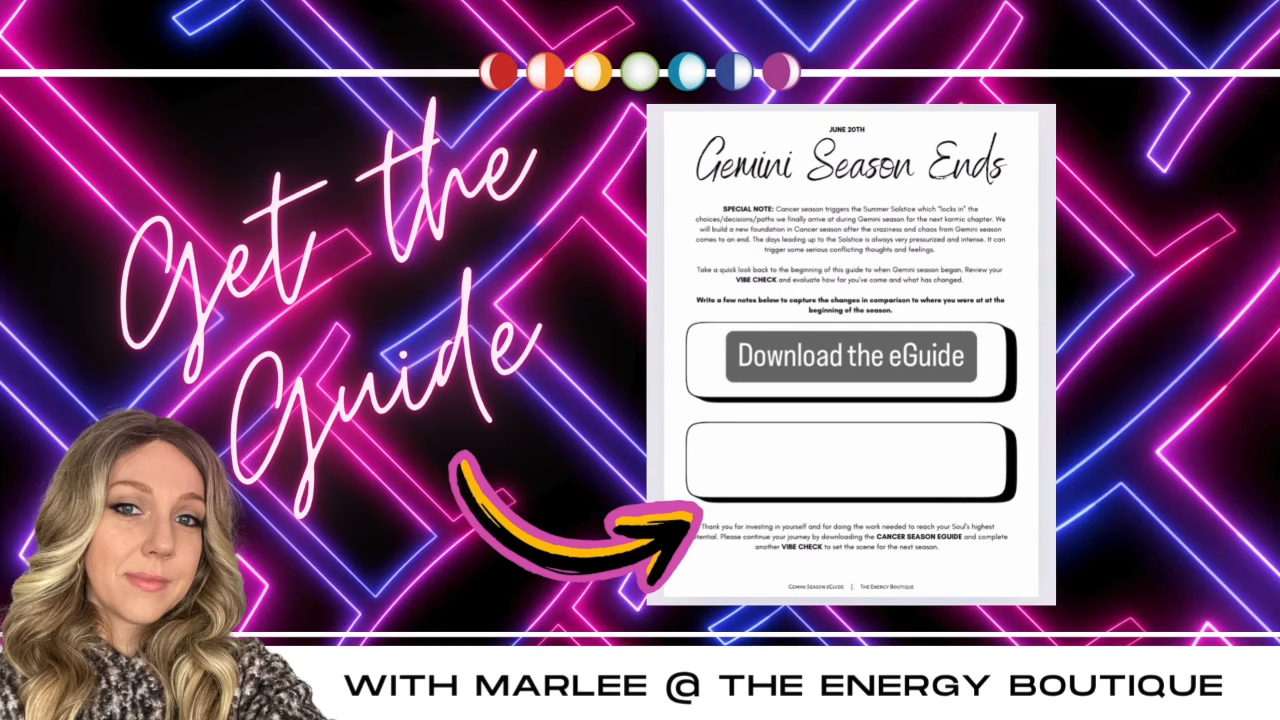 Get the
Guide
JUNE 20TH
Gemini Season Ends
SPECIAL NOTE: Cancer season triggers the Summer Solstice which "locks in" the
choices/decisions/paths we finally arrive at during Gemini season for the next karmic chapter. We
will build a new foundation in Cancer season after the craziness and chaos from Gemini season
comes to an end. The days leading up to the Solstice is always very pressurized and intense. It can
trigger some serious conflicting thoughts and feelings.
Take a quick look back to the beginning of this guide to when Gemini season began. Review your
VIBE CHECK and evaluate how far you've come and what has changed.
Write a few notes below to capture the changes in comparison to where you were at at the
beginning of the season.
Download the eGuide
Thank you for investing in yourself and for doing the work needed to reach your Soul's highest
Please continue your journey by downloading the CANCER SEASON EGUIDE and complete
another VIBE CHECK to set the scene for the next season.
GEMINI SEASON EGUIDE | THE ENERGY BOUTIQUE
WITH MARLEE @ THE ENERGY BOUTIQUE